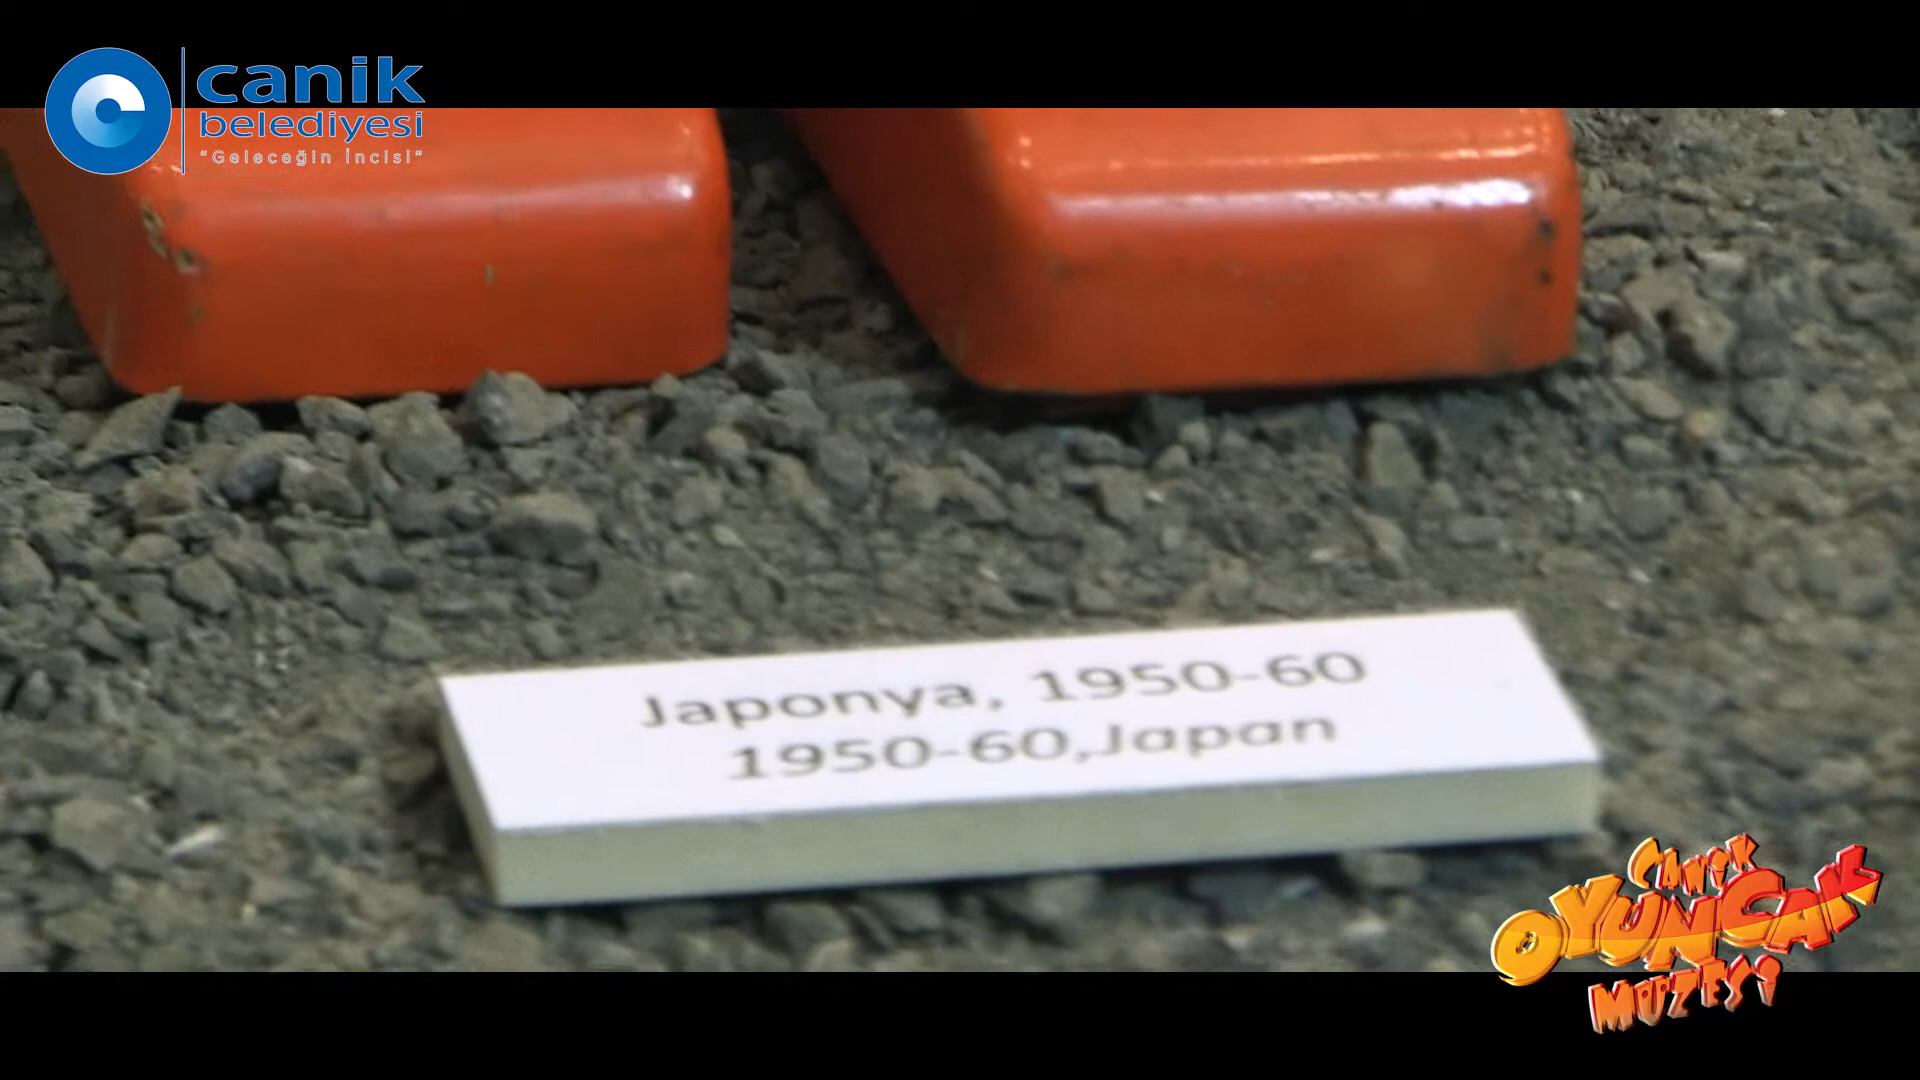 canik
belediyesi
"Geleceğin İncisi"
Japonya, 1950-60
1950-60,Japan
CANiK
OYUNCAK
MÜZESi